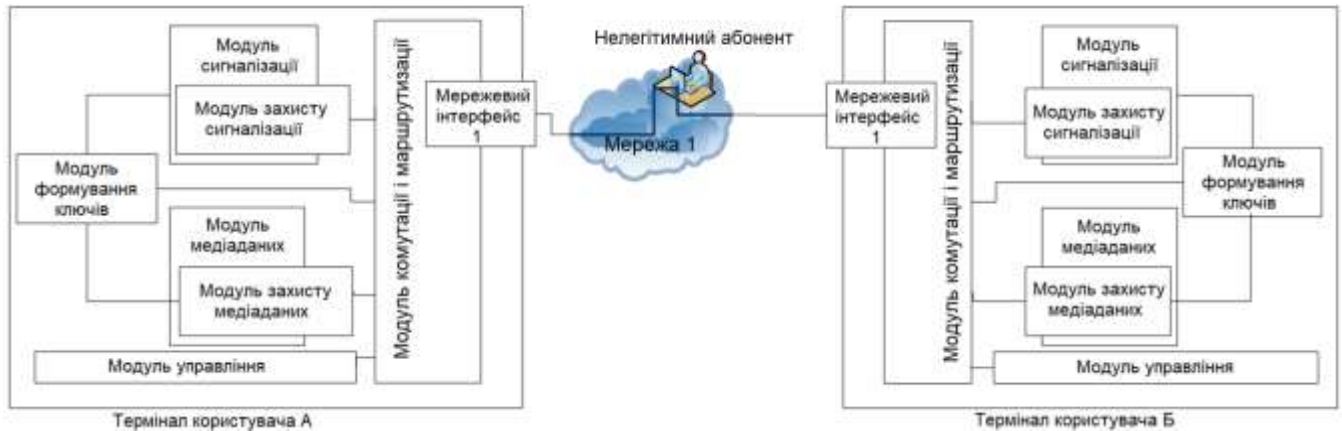 Модуль
сигналізації
Модуль захисту
сигналізації
Модуль
формування
ключів
Модуль
медіаданих
Модуль захисту
медіаданих
Модуль управління
Модуль комутації і маршрутизації
Мережевий
інтерфейс
1
Термінал користувача А
Нелегітимний абонент
Мережа 1
Мережевий
інтерфейс
1
Модуль комутації і маршрутизації
Модуль
сигналізації
Модуль захисту
сигналізації
Модуль
формування
ключів
Модуль
медіаданих
Модуль захисту
медіаданих
Модуль управління
Термінал користувача Б